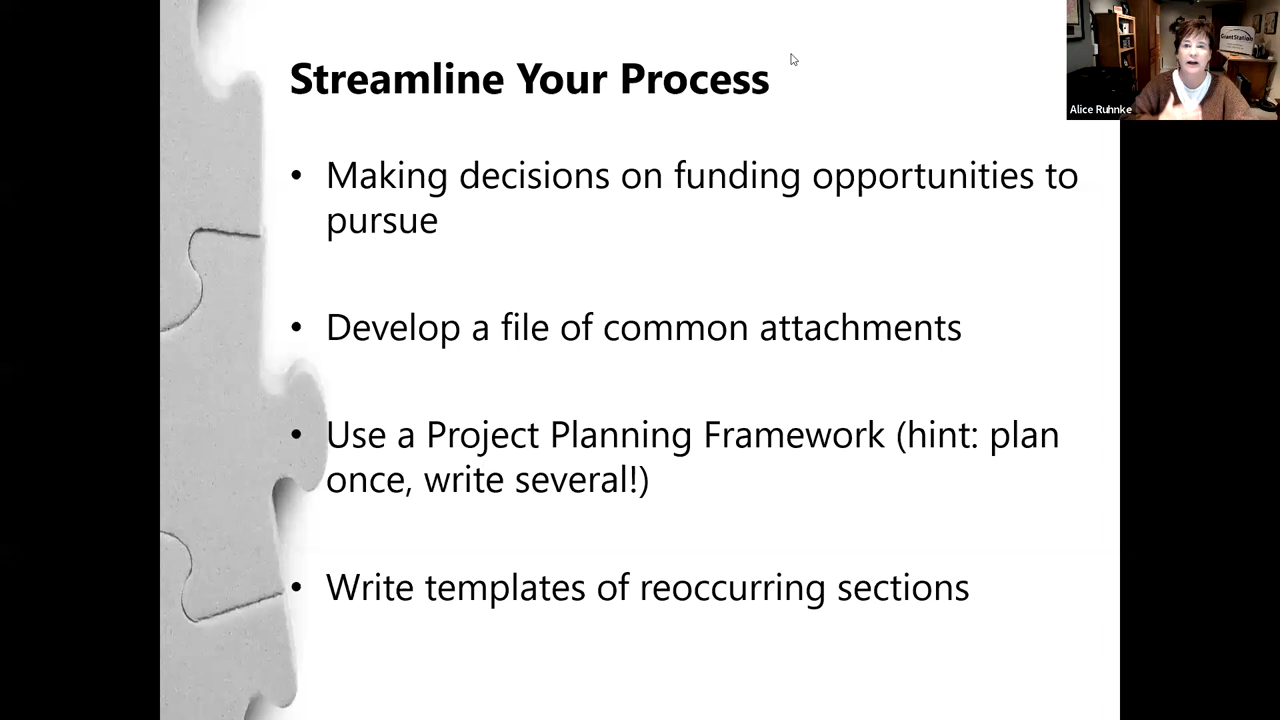 Streamline Your Process
• Making decisions on funding opportunities to
pursue
• Develop a file of common attachments
• Use a Project Planning Framework (hint: plan
once, write several!)
• Write templates of reoccurring sections
GrantStation
Alice Ruhnke